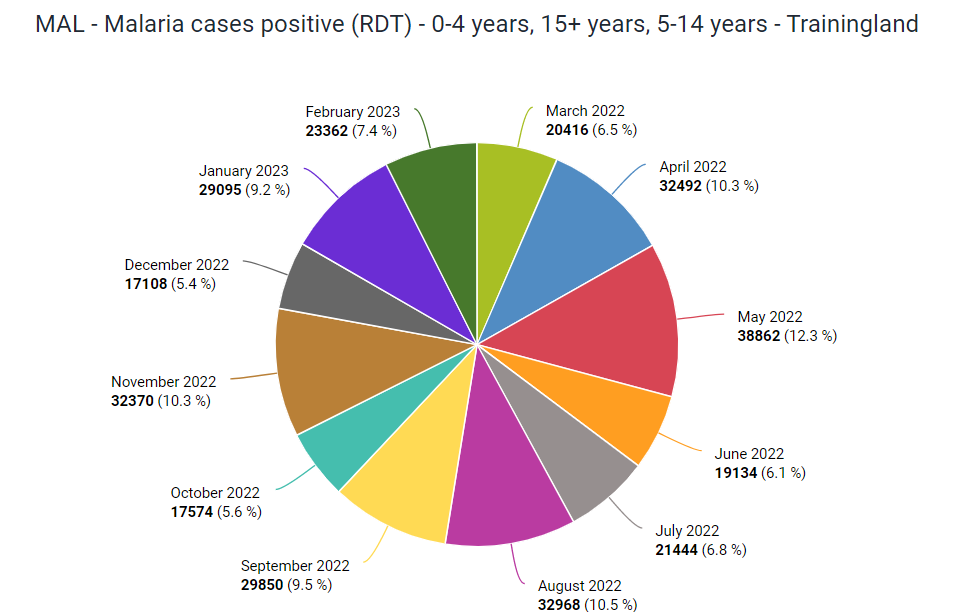 MAL - Malaria cases positive (RDT) - 0-4 years, 15+ years, 5-14 years - Trainingland
March 2022
20416 (6.5 %)
April 2022
32492 (10.3 %)
May 2022
38862 (12.3 %)
June 2022
19134 (6.1 %)
July 2022
21444 (6.8 %)
August 2022
32968 (10.5 %)
September 2022
29850 (9.5 %)
October 2022
17574 (5.6 %)
November 2022
32370 (10.3 %)
December 2022
17108 (5.4 %)
January 2023
29095 (9.2 %)
February 2023
23362 (7.4 %)